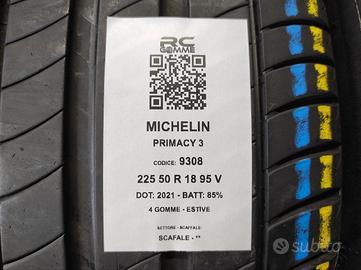 RC
GOMME
MICHELIN
PRIMACY 3
CODICE: 9308
225 50 R 18 95 V
DOT: 2021 - BATT: 85%
4 GOMME - ESTIVE
SETTORE: - SCAFFALE:
SCAFALE - **
subito